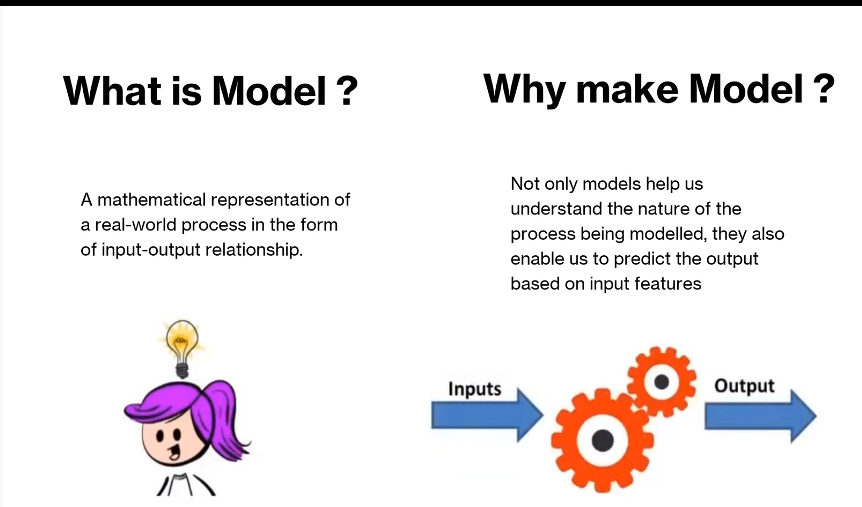 What is Model ?
A mathematical representation of
a real-world process in the form
of input-output relationship.
Why make Model ?
Not only models help us
understand the nature of the
process being modelled, they also
enable us to predict the output
based on input features
Inputs
Output